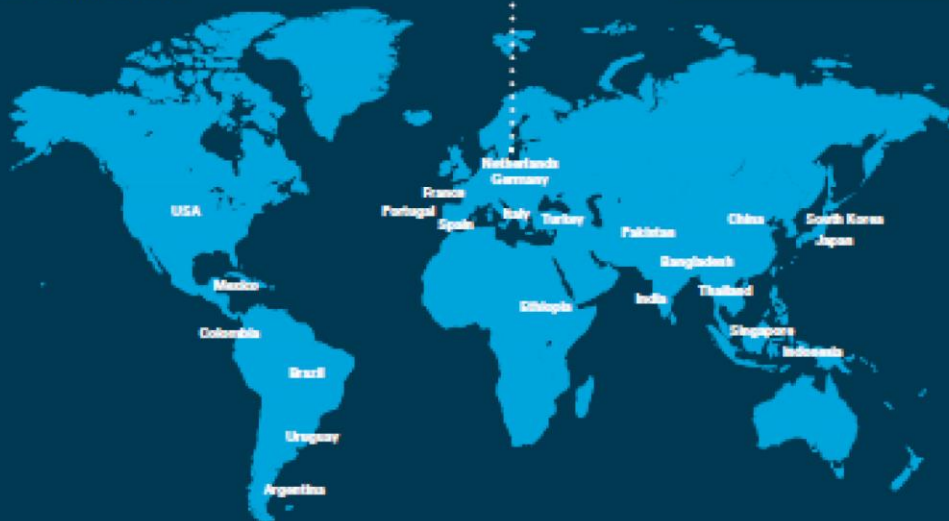 Netherlands
Germany
France
USA
Portugal
Italy
Turkey
China
South Korea
Spain
Pakistan
Japan
Bangladesh
Mexico
India
Thailand
Ethiopia
Colombia
Singapore
Indonesia
Brazil
Uruguay
Argentina